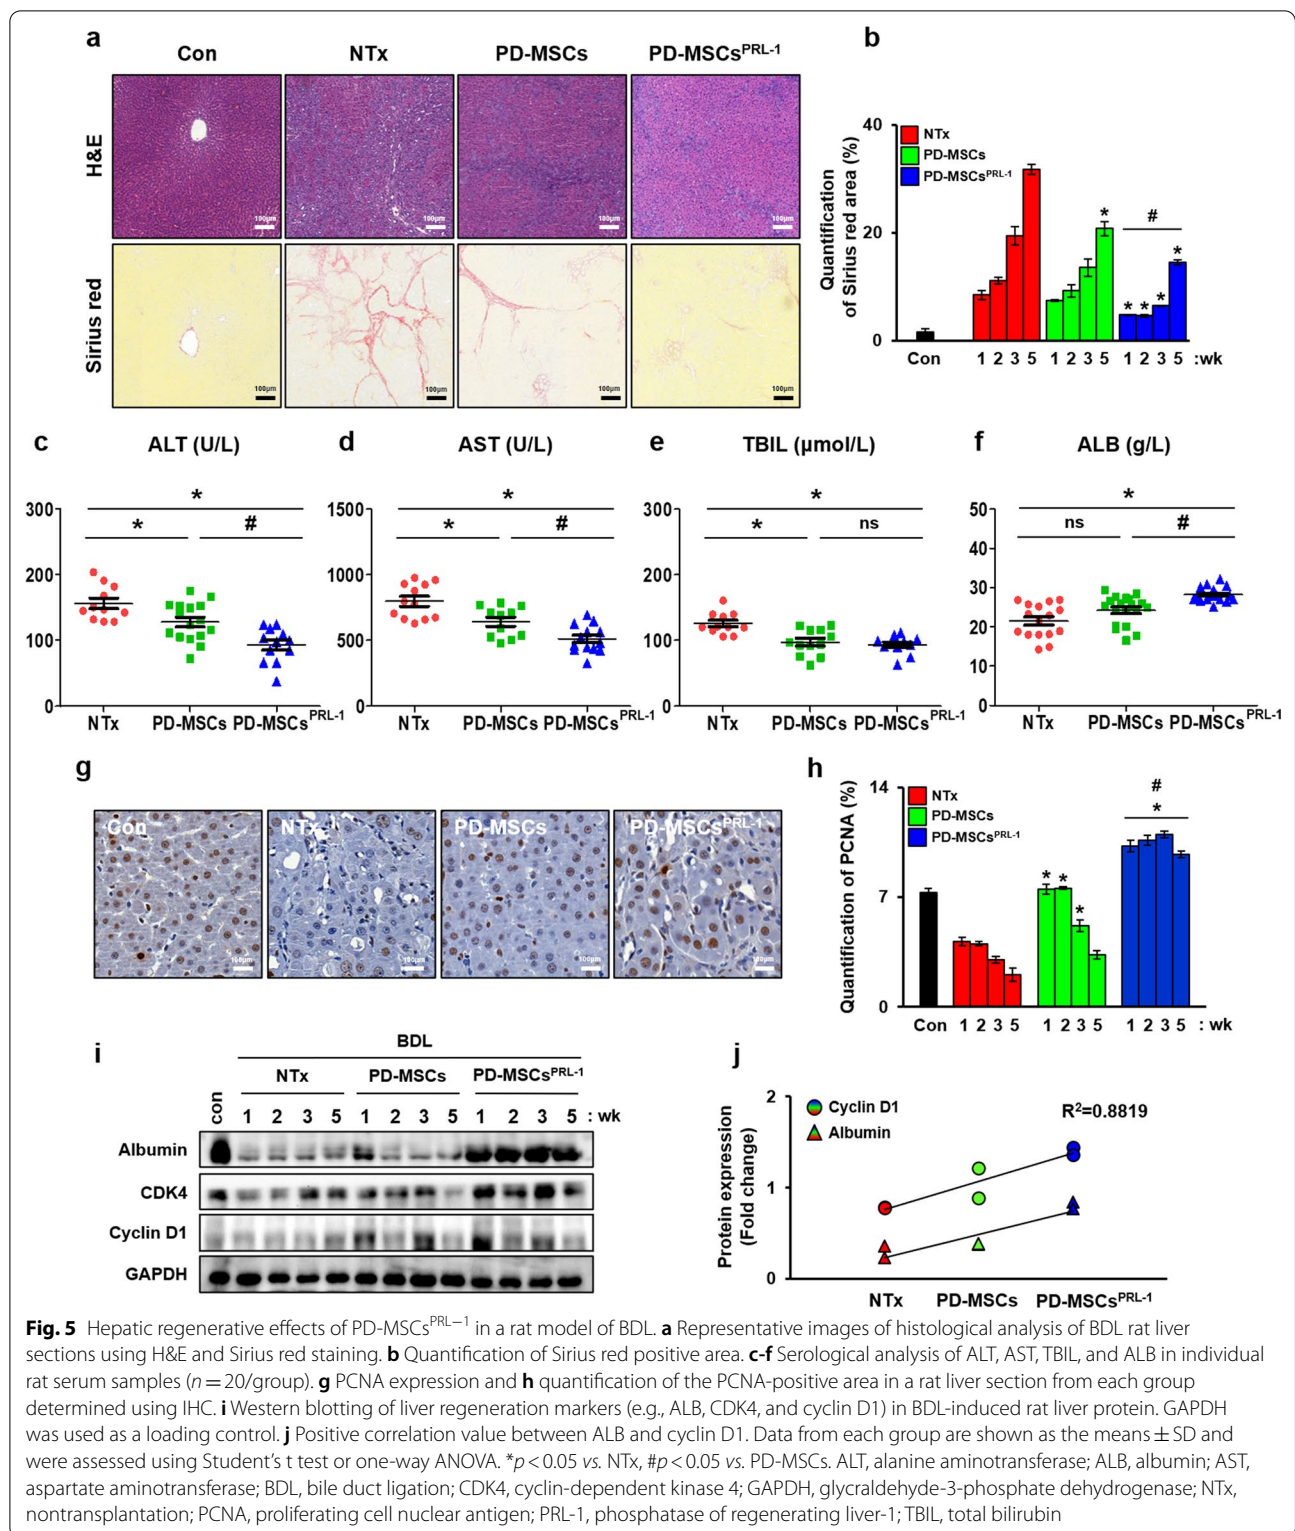 a
Con NTx PD-MSCs PD-MSCsPRL-1
H&E
100µm 100µm 100µm 100µm
Sirius red
100µm 100µm 100µm 100µm
b
Quantification
of Sirius red area (%)
40
20
0
NTx
PD-MSCs
PD-MSCsPRL-1
* * * * * #
Con 1 2 3 5 1 2 3 5 1 2 3 5 :wk
c ALT (U/L)
* * #
300
200
100
0
NTx PD-MSCs PD-MSCsPRL-1
d AST (U/L)
* * #
1500
1000
500
0
NTx PD-MSCs PD-MSCsPRL-1
e TBIL (µmol/L)
* * ns
300
200
100
0
NTx PD-MSCs PD-MSCsPRL-1
f ALB (g/L)
* ns #
50
40
30
20
10
0
NTx PD-MSCs PD-MSCsPRL-1
g
Con NTx PD-MSCs PD-MSCsPRL-1
100µm 100µm 100µm 100µm
h
Quantification of PCNA (%)
14
7
0
NTx
PD-MSCs
PD-MSCsPRL-1
* * * # *
Con 1 2 3 5 1 2 3 5 1 2 3 5 : wk
i
BDL
NTx PD-MSCs PD-MSCsPRL-1
con 1 2 3 5 1 2 3 5 1 2 3 5 : wk
Albumin
CDK4
Cyclin D1
GAPDH
j
Protein expression
(Fold change)
2
1
0
Cyclin D1
Albumin
R2=0.8819
NTx PD-MSCs PD-MSCsPRL-1
Fig. 5 Hepatic regenerative effects of PD-MSCsPRL−1 in a rat model of BDL. a Representative images of histological analysis of BDL rat liver
sections using H&E and Sirius red staining. b Quantification of Sirius red positive area. c-f Serological analysis of ALT, AST, TBIL, and ALB in individual
rat serum samples (n = 20/group). g PCNA expression and h quantification of the PCNA-positive area in a rat liver section from each group
determined using IHC. i Western blotting of liver regeneration markers (e.g., ALB, CDK4, and cyclin D1) in BDL-induced rat liver protein. GAPDH
was used as a loading control. j Positive correlation value between ALB and cyclin D1. Data from each group are shown as the means ± SD and
were assessed using Student's t test or one-way ANOVA. *p < 0.05 vs. NTx, #p < 0.05 vs. PD-MSCs. ALT, alanine aminotransferase; ALB, albumin; AST,
aspartate aminotransferase; BDL, bile duct ligation; CDK4, cyclin-dependent kinase 4; GAPDH, glycraldehyde-3-phosphate dehydrogenase; NTx,
nontransplantation; PCNA, proliferating cell nuclear antigen; PRL-1, phosphatase of regenerating liver-1; TBIL, total bilirubin